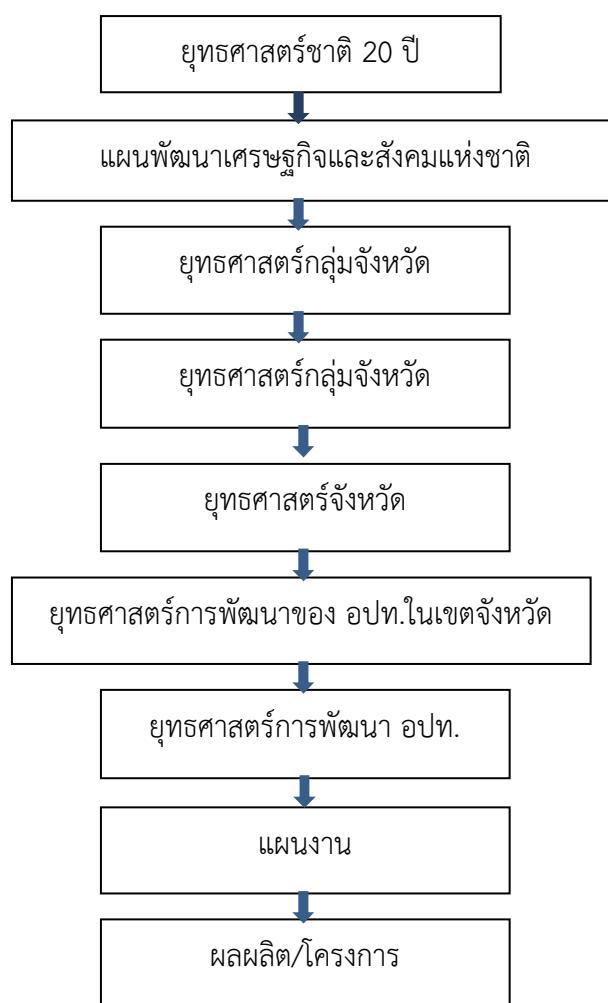 ยุทธศาสตร์ชาติ 20 ปี
แผนพัฒนาเศรษฐกิจและสังคมแห่งชาติ
ยุทธศาสตร์กลุ่มจังหวัด
ยุทธศาสตร์กลุ่มจังหวัด
ยุทธศาสตร์จังหวัด
ยุทธศาสตร์การพัฒนาของ อปท.ในเขตจังหวัด
ยุทธศาสตร์การพัฒนา อปท.
แผนงาน
ผลผลิต/โครงการ